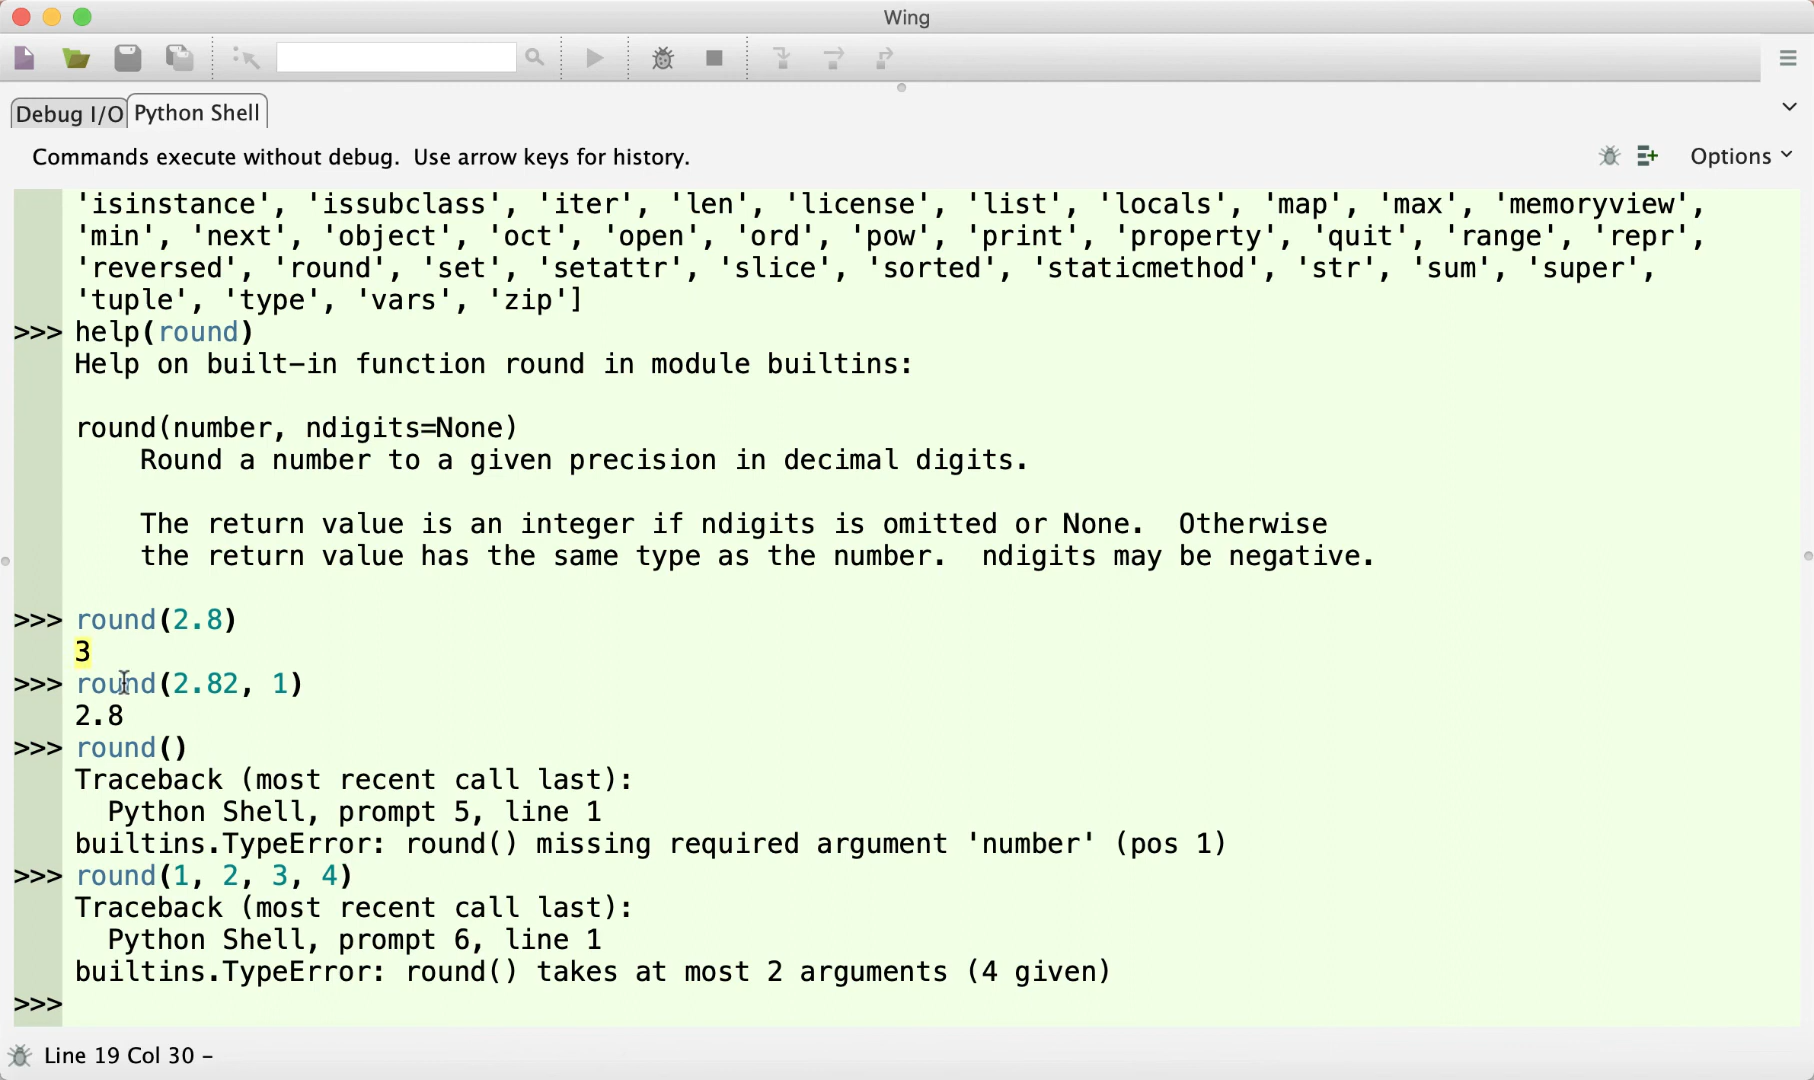 Wing
Debug I/O Python Shell
Commands execute without debug.  Use arrow keys for history.
Options
'isinstance', 'issubclass', 'iter', 'len', 'license', 'list', 'locals', 'map', 'max', 'memoryview',
'min', 'next', 'object', 'oct', 'open', 'ord', 'pow', 'print', 'property', 'quit', 'range', 'repr',
'reversed', 'round', 'set', 'setattr', 'slice', 'sorted', 'staticmethod', 'str', 'sum', 'super',
'tuple', 'type', 'vars', 'zip']
>>> help(round)
Help on built-in function round in module builtins:
round(number, ndigits=None)
Round a number to a given precision in decimal digits.
The return value is an integer if ndigits is omitted or None.  Otherwise
the return value has the same type as the number.  ndigits may be negative.
>>> round(2.8)
3
>>> round(2.82, 1)
2.8
>>> round()
Traceback (most recent call last):
Python Shell, prompt 5, line 1
builtins.TypeError: round() missing required argument 'number' (pos 1)
>>> round(1, 2, 3, 4)
Traceback (most recent call last):
Python Shell, prompt 6, line 1
builtins.TypeError: round() takes at most 2 arguments (4 given)
>>>
Line 19 Col 30 –